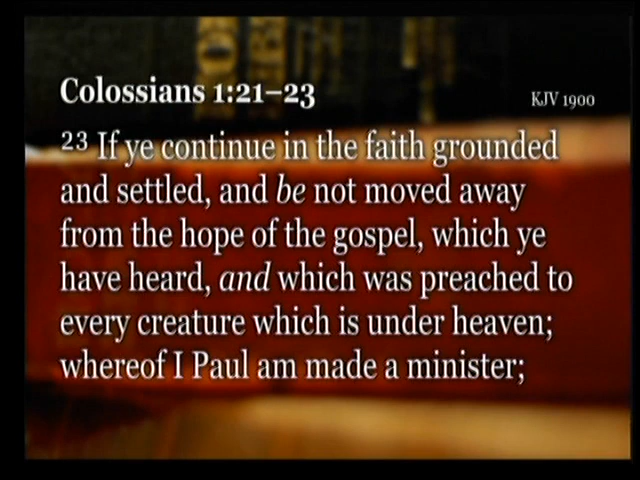 Colossians 1:21–23
KJV 1900
23 If ye continue in the faith grounded
and settled, and be not moved away
from the hope of the gospel, which ye
have heard, and which was preached to
every creature which is under heaven;
whereof I Paul am made a minister;